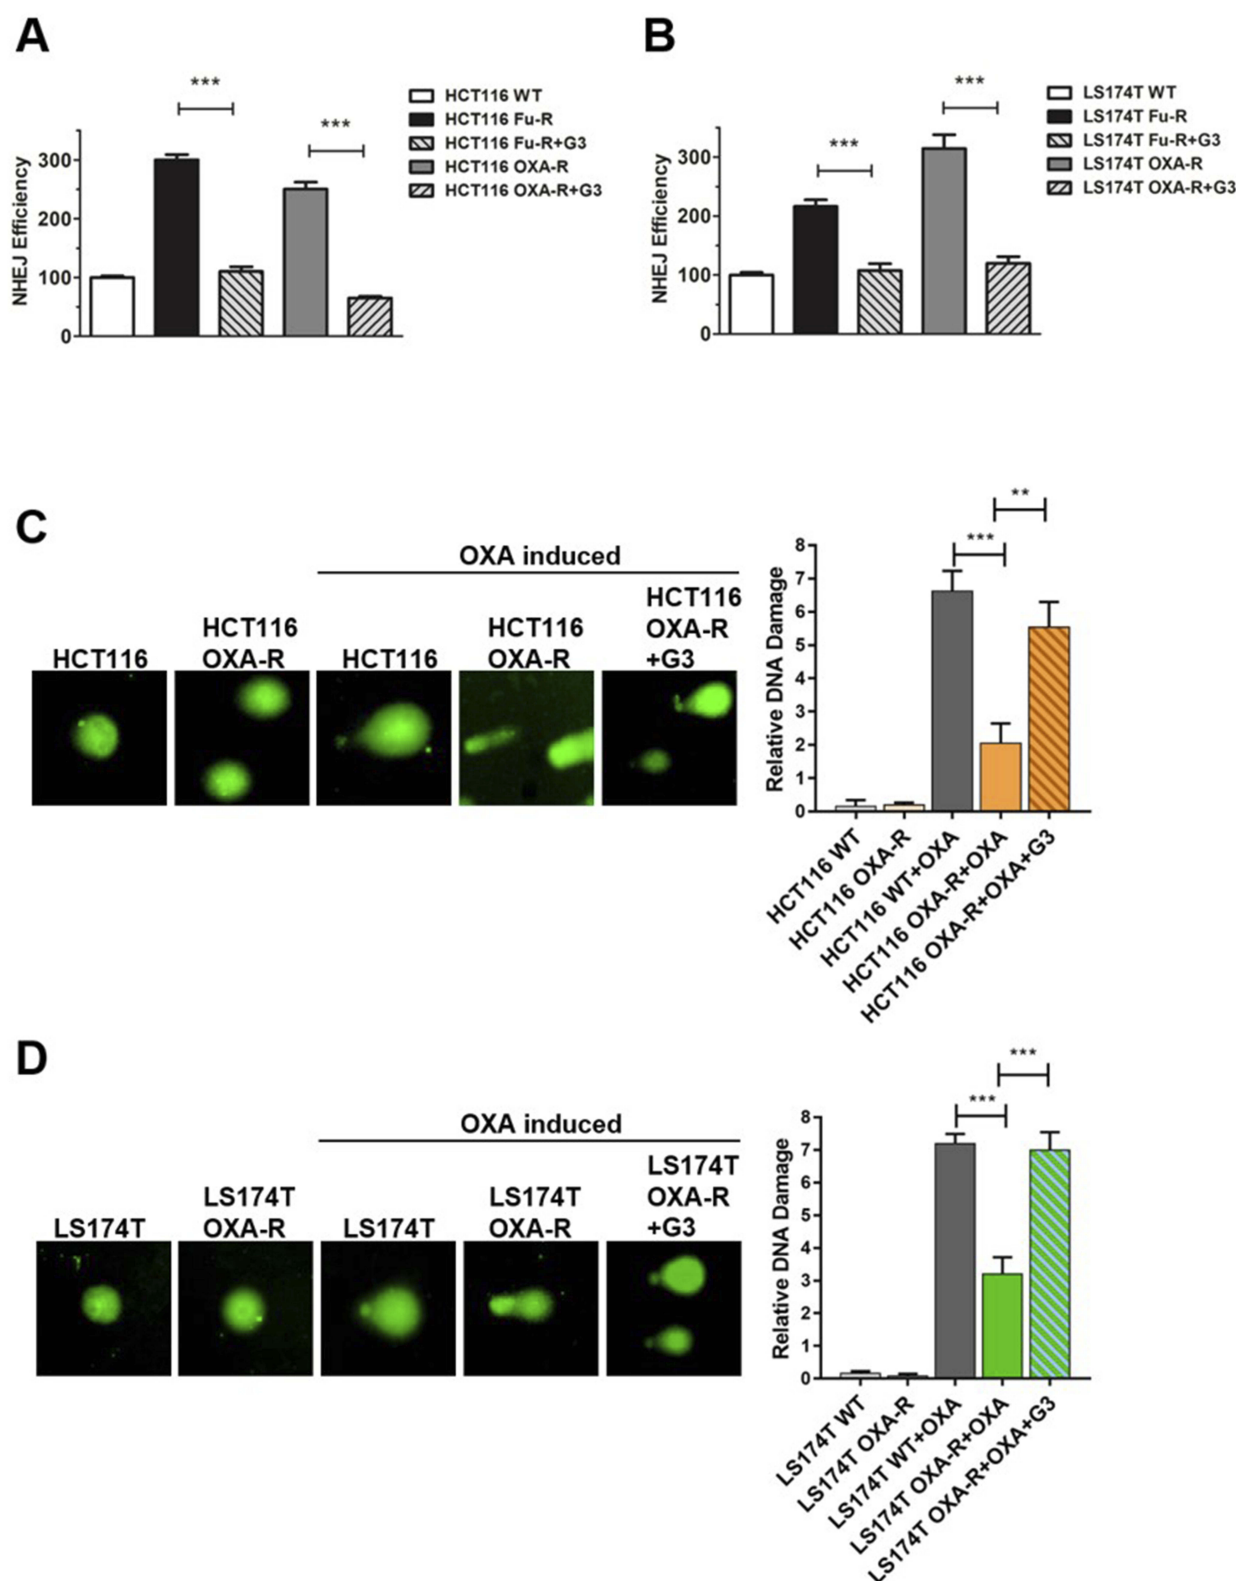 A
***
***
HCT116 WT
HCT116 Fu-R
HCT116 Fu-R+G3
HCT116 OXA-R
HCT116 OXA-R+G3
NHEJ Efficiency
300
200
100
0
B
***
***
LS174T WT
LS174T Fu-R
LS174T Fu-R+G3
LS174T OXA-R
LS174T OXA-R+G3
NHEJ Efficiency
300
200
100
0
C
OXA induced
HCT116
HCT116
OXA-R
HCT116
HCT116
OXA-R
HCT116
OXA-R
+G3
**
***
Relative DNA Damage
8
7
6
5
4
3
2
1
0
HCT116 WT
HCT116 OXA-R
HCT116 WT+OXA
HCT116 OXA-R+OXA
HCT116 OXA-R+OXA+G3
D
OXA induced
LS174T
LS174T
OXA-R
LS174T
LS174T
OXA-R
LS174T
OXA-R
+G3
***
***
Relative DNA Damage
8
7
6
5
4
3
2
1
0
LS174T WT
LS174T OXA-R
LS174T WT+OXA
LS174T OXA-R+OXA
LS174T OXA-R+OXA+G3